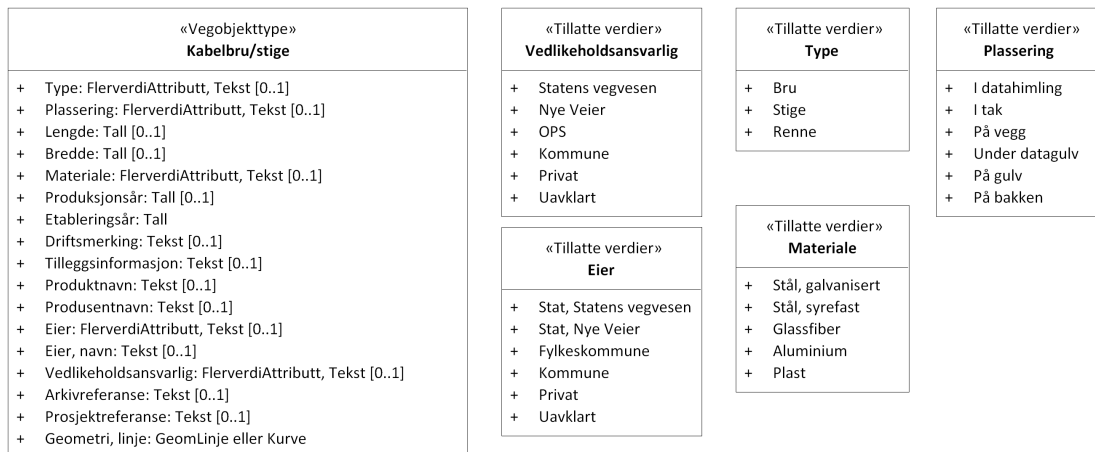 «Vegobjekttype»
Kabelbru/stige
+ Type: FlerverdiAttributt, Tekst [0..1]
+ Plassering: FlerverdiAttributt, Tekst [0..1]
+ Lengde: Tall [0..1]
+ Bredde: Tall [0..1]
+ Materiale: FlerverdiAttributt, Tekst [0..1]
+ Produksjonsår: Tall [0..1]
+ Etableringsår: Tall
+ Driftsmerking: Tekst [0..1]
+ Tilleggsinformasjon: Tekst [0..1]
+ Produktnavn: Tekst [0..1]
+ Produsentnavn: Tekst [0..1]
+ Eier: FlerverdiAttributt, Tekst [0..1]
+ Eier, navn: Tekst [0..1]
+ Vedlikeholdsansvarlig: FlerverdiAttributt, Tekst [0..1]
+ Arkivreferanse: Tekst [0..1]
+ Prosjektreferanse: Tekst [0..1]
+ Geometri, linje: GeomLinje eller Kurve
«Tillatte verdier»
Vedlikeholdsansvarlig
+ Statens vegvesen
+ Nye Veier
+ OPS
+ Kommune
+ Privat
+ Uavklart
«Tillatte verdier»
Eier
+ Stat, Statens vegvesen
+ Stat, Nye Veier
+ Fylkeskommune
+ Kommune
+ Privat
+ Uavklart
«Tillatte verdier»
Type
+ Bru
+ Stige
+ Renne
«Tillatte verdier»
Materiale
+ Stål, galvanisert
+ Stål, syrefast
+ Glassfiber
+ Aluminium
+ Plast
«Tillatte verdier»
Plassering
+ I datahimling
+ I tak
+ På vegg
+ Under datagulv
+ På gulv
+ På bakken